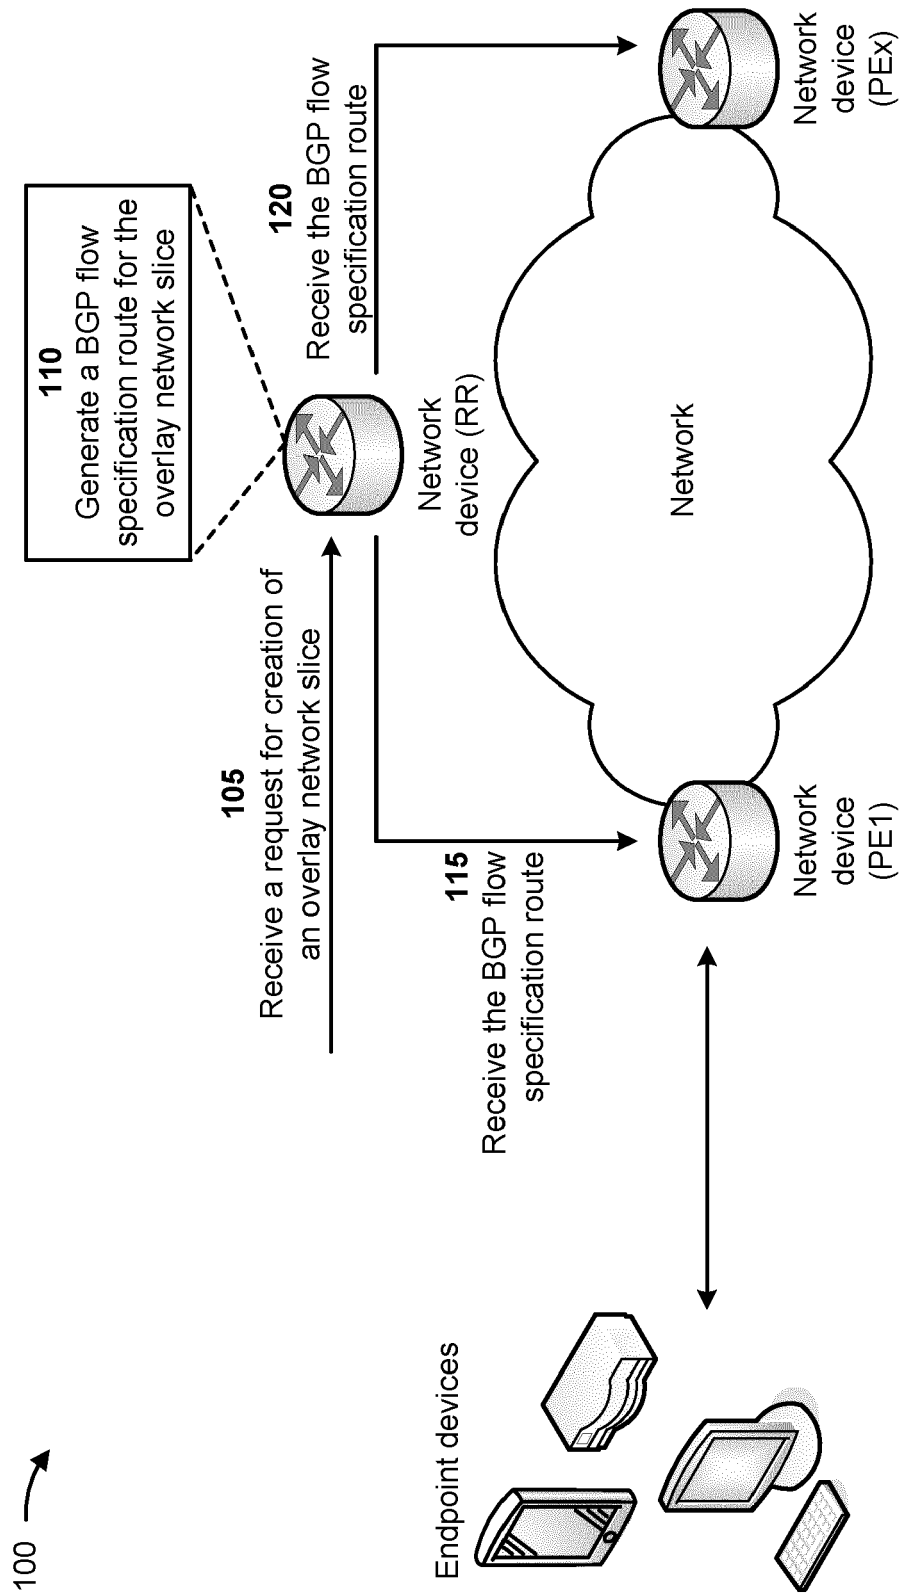 100
110
Generate a BGP flow
specification route for the
overlay network slice
105
Receive a request for creation of
an overlay network slice
120
Receive the BGP flow
specification route
Network
device (RR)
115
Receive the BGP flow
specification route
Network
Endpoint devices
Network
device
(PE1)
Network
device
(PEx)